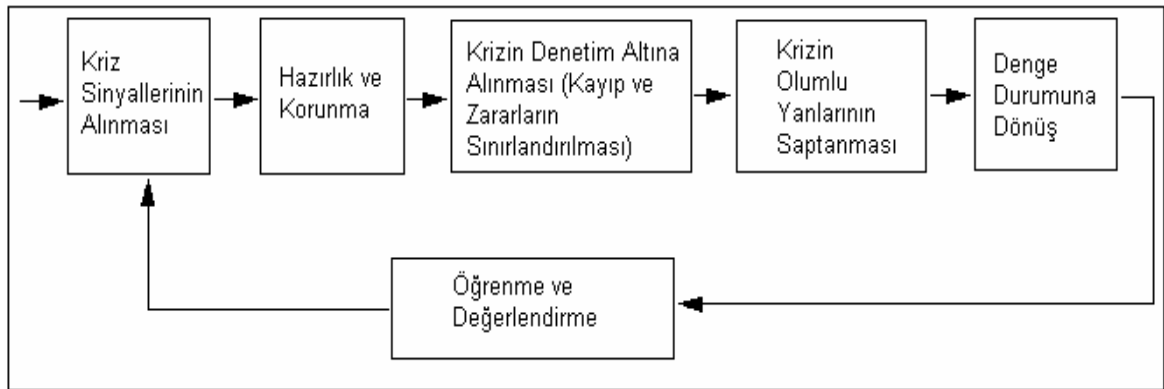 Kriz
Sinyallerinin
Alınması
Hazırlık ve
Korunma
Krizin Denetim Altına
Alınması (Kayıp ve
Zararların
Sınırlandırılması)
Krizin
Olumlu
Yanlarının
Saptanması
Denge
Durumuna
Dönüş
Öğrenme ve
Değerlendirme